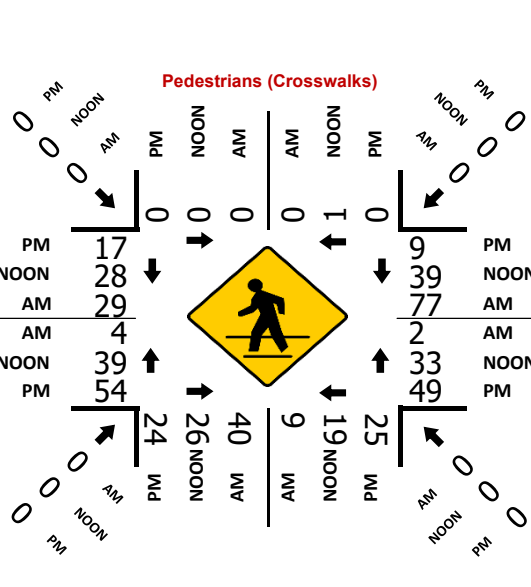 Pedestrians (Crosswalks)
PM NOON AM
0 0 0
PM NOON AM
0 0 0
AM NOON PM
0 1 0
PM NOON AM
0 0 0
PM 17
NOON 28
AM 29
AM 4
NOON 39
PM 54
9 PM
39 NOON
77 AM
2 AM
33 NOON
49 PM
24 26 40
PM NOON AM
9 19 25
AM NOON PM
0 0 0
AM NOON PM
0 0 0
AM NOON PM